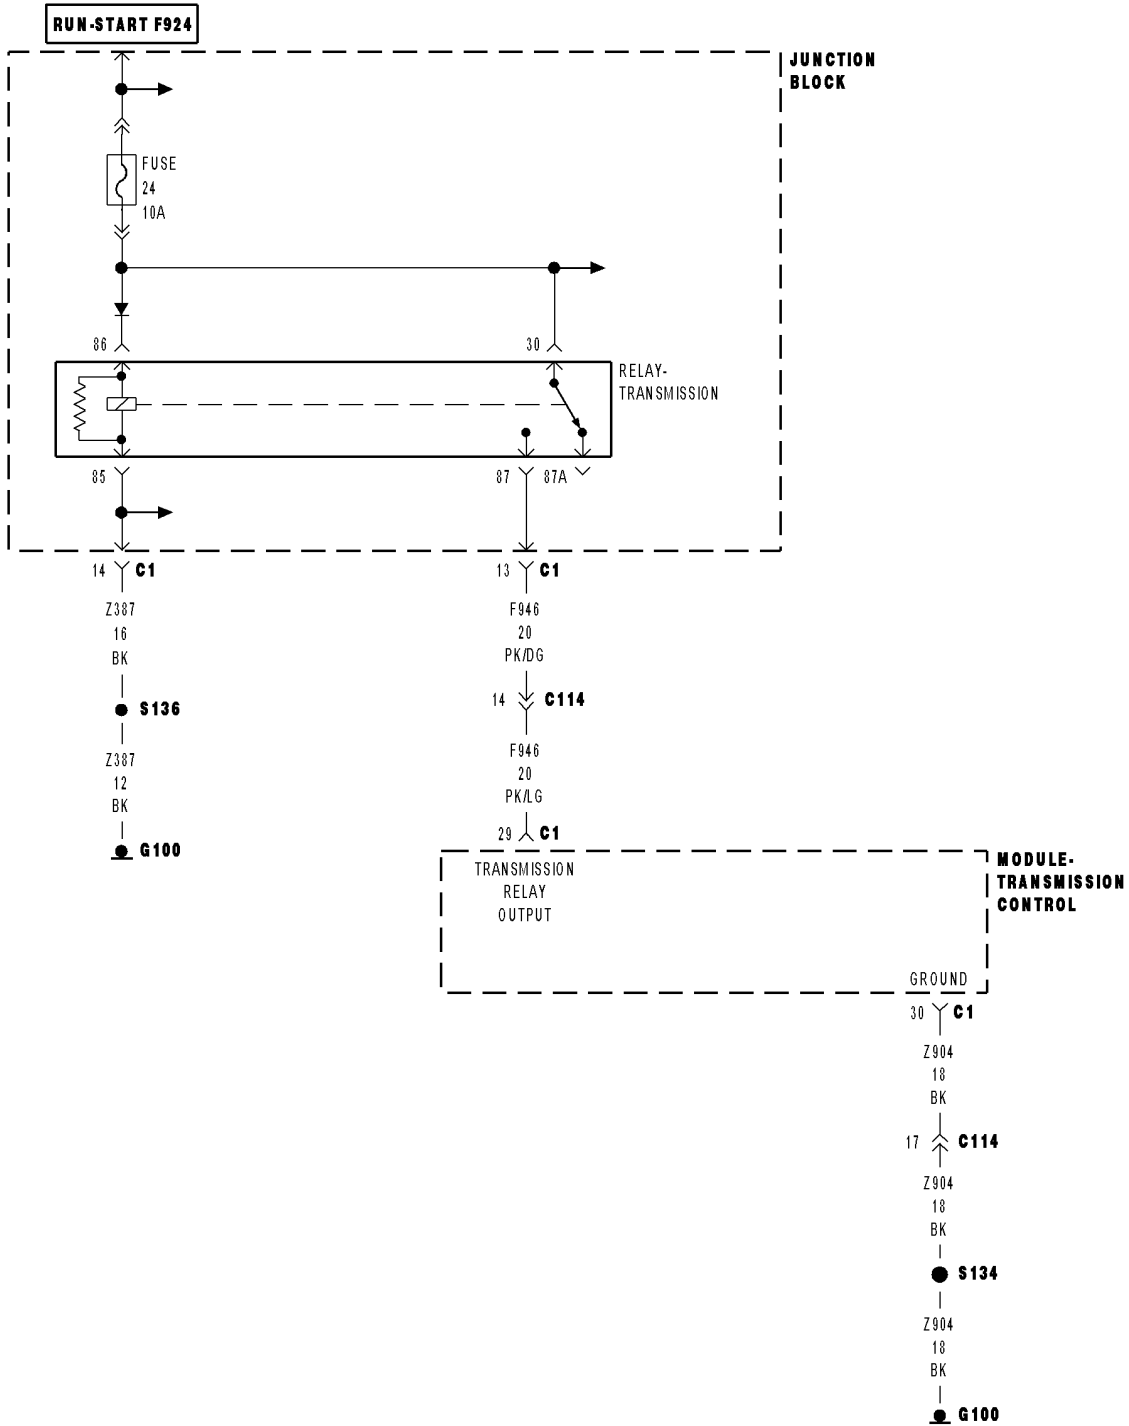 RUN-START F924
JUNCTION
BLOCK
FUSE
24
10A
86
30
RELAY-
TRANSMISSION
85
87
87A
14
C1
13
C1
Z387
16
BK
F946
20
PK/DG
S136
14
C114
Z387
12
BK
F946
20
PK/LG
G100
29
C1
TRANSMISSION
RELAY
OUTPUT
MODULE-
TRANSMISSION
CONTROL
GROUND
30
C1
Z904
18
BK
17
C114
Z904
18
BK
S134
Z904
18
BK
G100